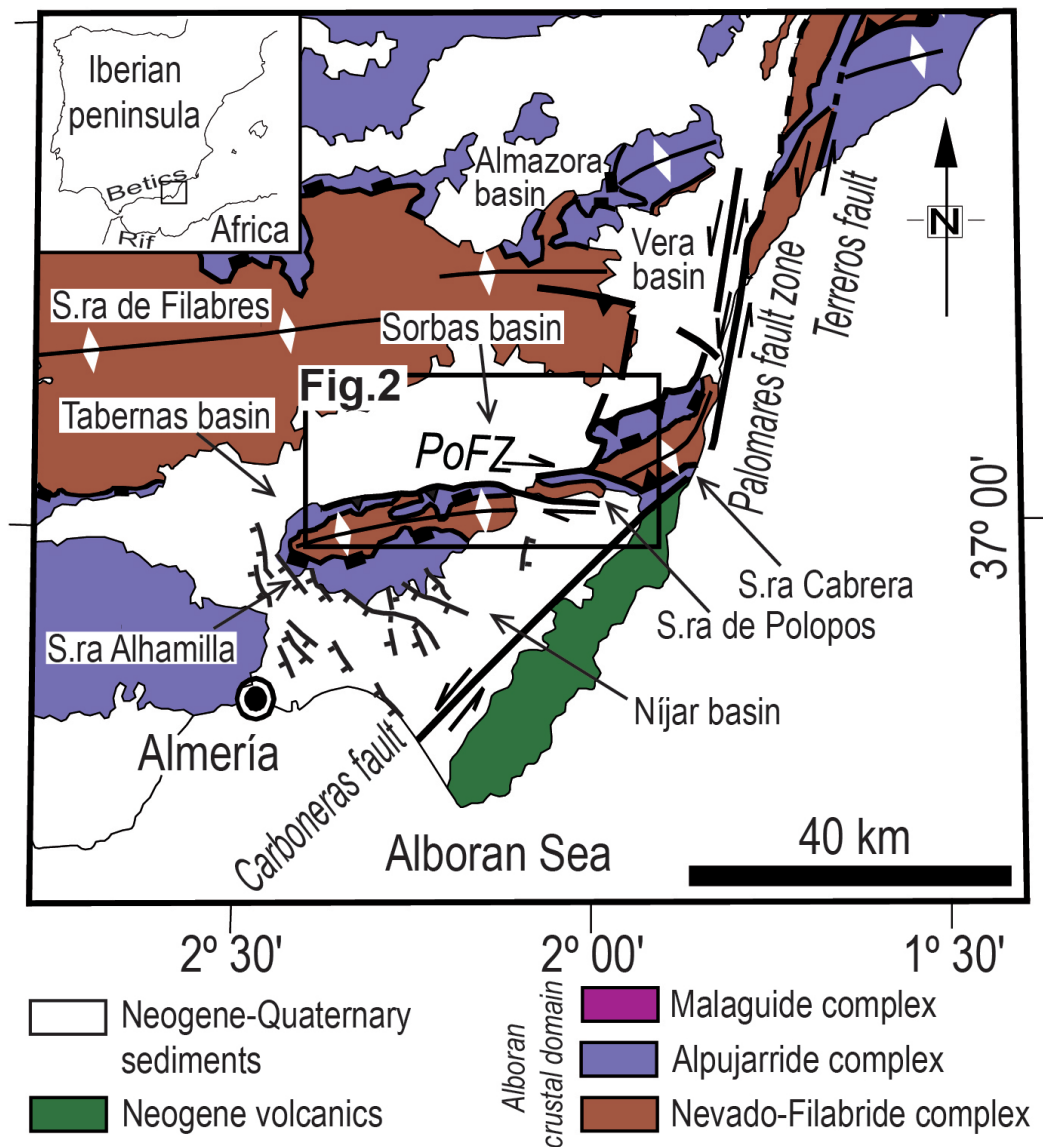 Iberian
peninsula
Betics
Rif
Africa
Almazora
basin
Vera
basin
Terreros fault
Palomares fault zone
N
S.ra de Filabres
Sorbas basin
Fig.2
Tabernas basin
PoFZ
37º 00'
S.ra Cabrera
S.ra de Polopos
S.ra Alhamilla
Níjar basin
Almería
Carboneras fault
Alboran Sea
40 km
2º 30'
2º 00'
1º 30'
Neogene-Quaternary
sediments
Neogene volcanics
Alboran
crustal domain
Malaguide complex
Alpujarride complex
Nevado-Filabride complex